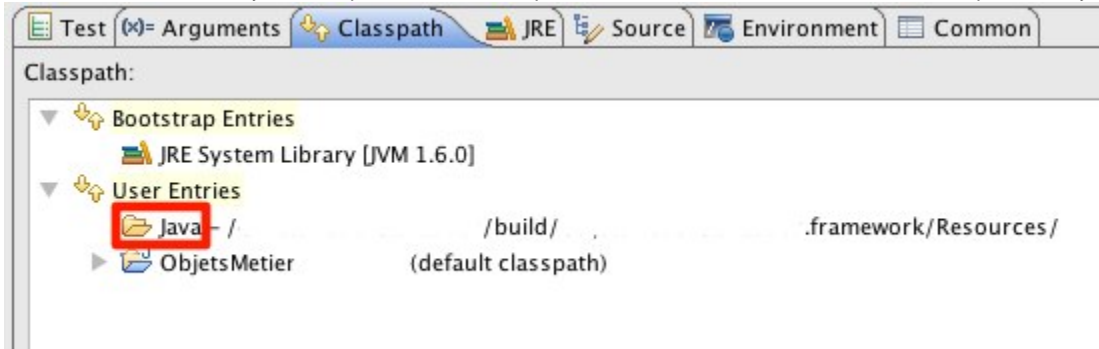 Test (x)= Arguments Classpath JRE Source Environment Common
Classpath:
Bootstrap Entries
JRE System Library [JVM 1.6.0]
User Entries
Java – / /build/ .framework/Resources/
ObjetsMetier (default classpath)